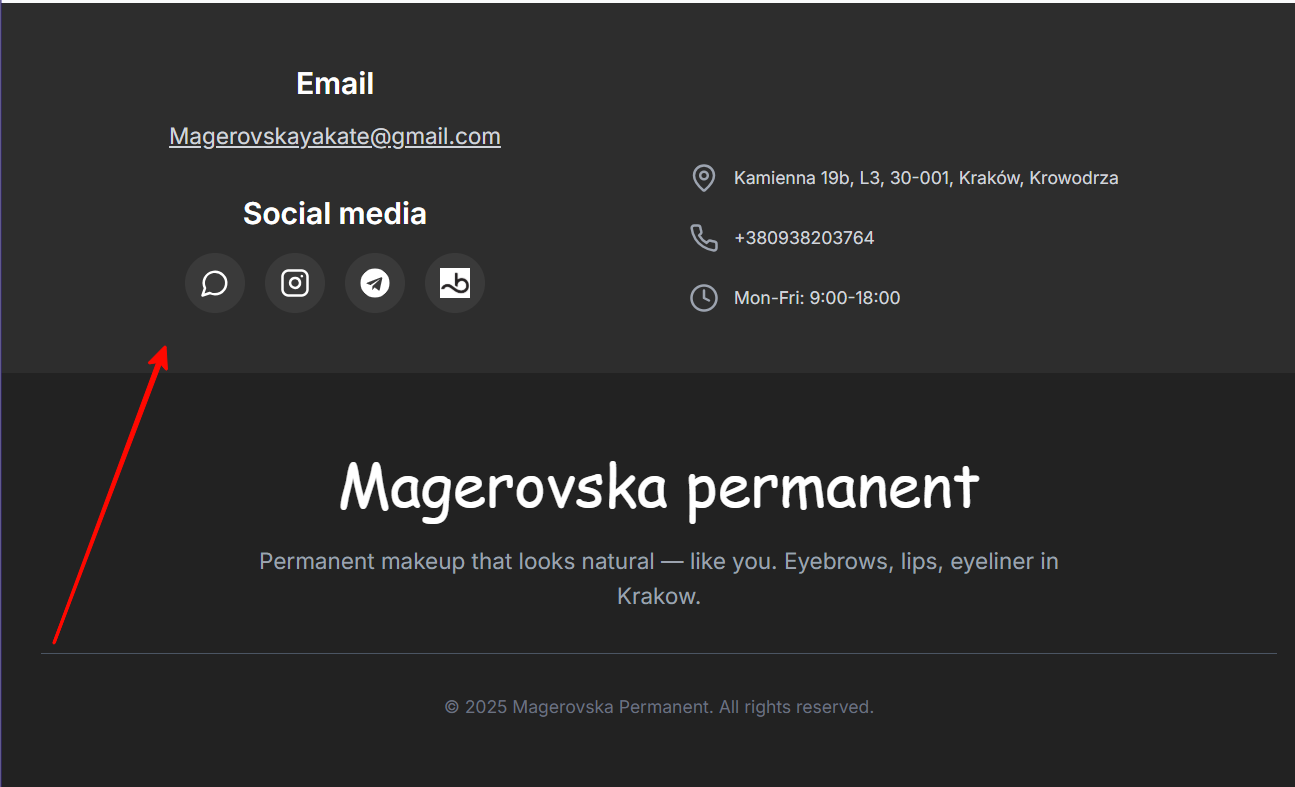 Email
Magerovskayakate@gmail.com
Social media
Kamienna 19b, L3, 30-001, Kraków, Krowodrza
+380938203764
Mon-Fri: 9:00-18:00
Magerovska permanent
Permanent makeup that looks natural — like you. Eyebrows, lips, eyeliner in
Krakow.
© 2025 Magerovska Permanent. All rights reserved.